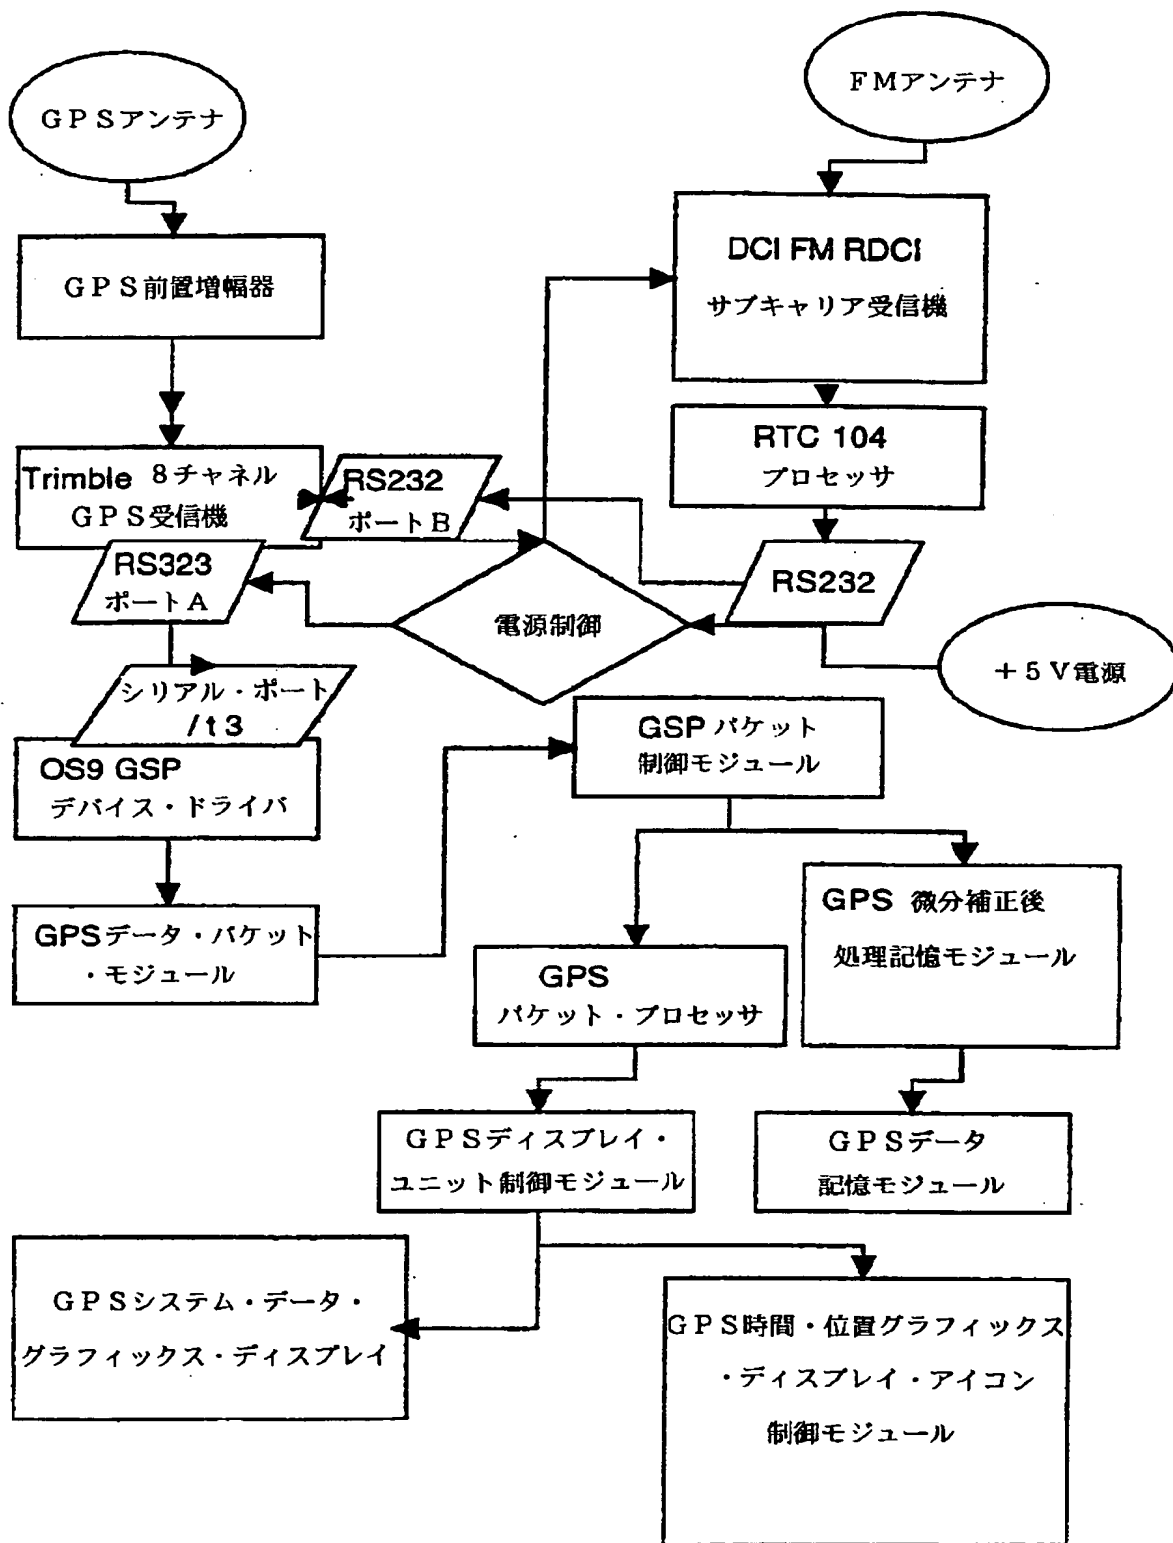 GPSアンテナ
FMアンテナ
GPS前置増幅器
DCI FM RDCI
サブキャリア受信機
RTC 104
プロセッサ
Trimble 8チャネル
GPS受信機
RS232
ポートB
RS323
ポートA
電源制御
RS232
+5V電源
シリアル・ポート
/t3
OS9 GSP
デバイス・ドライバ
GSP パケット
制御モジュール
GPSデータ・パケット
・モジュール
GPS
パケット・プロセッサ
GPS 微分補正後
処理記憶モジュール
GPSディスプレイ・
ユニット制御モジュール
GPSデータ
記憶モジュール
GPSシステム・データ・
グラフィックス・ディスプレイ
GPS時間・位置グラフィックス
・ディスプレイ・アイコン
制御モジュール